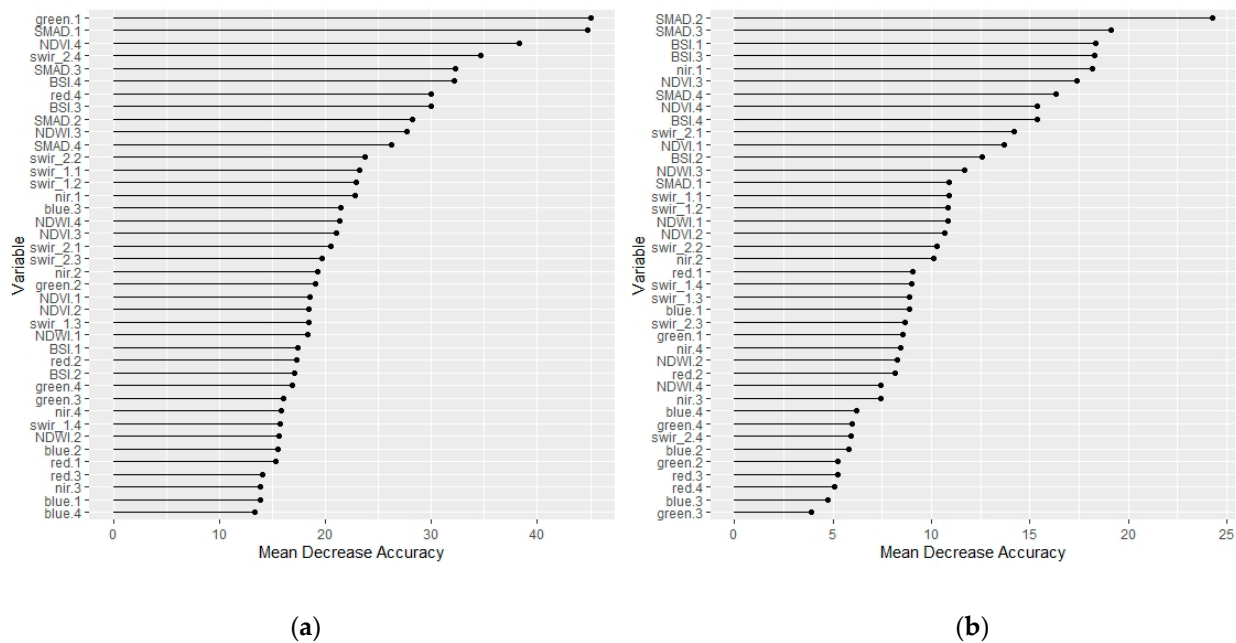 green.1
SMAD.1
NDVI.4
swir_2.4
SMAD.3
BSI.4
red.4
BSI.3
SMAD.2
NDWI.3
SMAD.4
swir_2.2
swir_1.1
swir_1.2
nir.1
blue.3
NDWI.4
NDVI.3
swir_2.1
swir_2.3
nir.2
green.2
NDVI.1
NDVI.2
swir_1.3
NDWI.1
BSI.1
red.2
BSI.2
green.4
green.3
nir.4
swir_1.4
NDWI.2
blue.2
red.1
red.3
nir.3
blue.1
blue.4
Variable
0 10 20 30 40
Mean Decrease Accuracy
(a)
SMAD.2
SMAD.3
BSI.1
BSI.3
nir.1
NDVI.3
SMAD.4
NDVI.4
BSI.4
swir_2.1
NDVI.1
BSI.2
NDWI.3
SMAD.1
swir_1.1
swir_1.2
NDWI.1
NDVI.2
swir_2.2
nir.2
red.1
swir_1.4
swir_1.3
blue.1
swir_2.3
green.1
nir.4
NDWI.2
red.2
NDWI.4
nir.3
blue.4
green.4
swir_2.4
blue.2
green.2
red.3
red.4
blue.3
green.3
Variable
0 5 10 15 20 25
Mean Decrease Accuracy
(b)